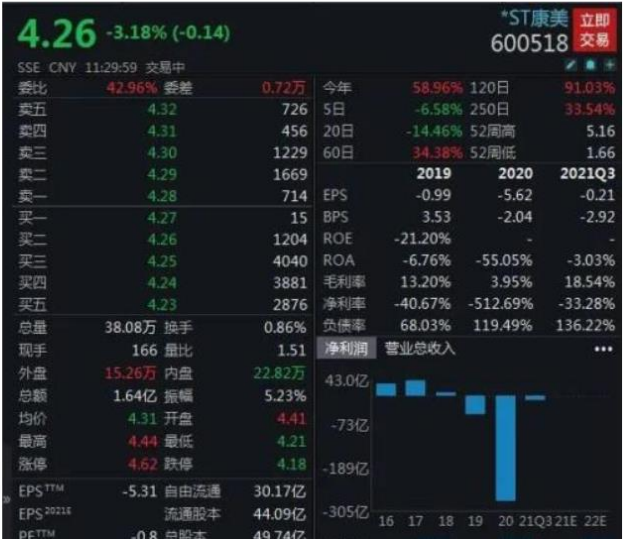 4.26 -3.18% (-0.14) *ST康美 600518 立即交易
SSE CNY 11:29:59 交易中
委比 42.96% 委差 0.72万
卖五 4.32 726
卖四 4.31 456
卖三 4.30 1229
卖二 4.29 1669
卖一 4.28 714
买一 4.27 15
买二 4.26 1204
买三 4.25 4040
买四 4.24 3881
买五 4.23 2876
总量 38.08万 换手 0.86%
现手 166 量比 1.51
外盘 15.26万 内盘 22.82万
总额 1.64亿 振幅 5.23%
均价 4.31 开盘 4.41
最高 4.44 最低 4.21
涨停 4.62 跌停 4.18
EPS TTM -5.31 自由流通 30.17亿
EPS 2021E 流通股本 44.09亿
PE TTM -0.8 总股本 49.74亿
今年 58.96% 120日 91.03%
5日 -6.58% 250日 33.54%
20日 -14.46% 52周高 5.16
60日 34.38% 52周低 1.66
2019 2020 2021Q3
EPS -0.99 -5.62 -0.21
BPS 3.53 -2.04 -2.92
ROE -21.20% - -
ROA -6.76% -55.05% -3.03%
毛利率 13.20% 3.95% 18.54%
净利率 -40.67% -512.69% -33.28%
负债率 68.03% 119.49% 136.22%
净利润 营业总收入 •••
43.0亿
-73亿
-189亿
-305亿
16 17 18 19 20 21Q3 21E 22E